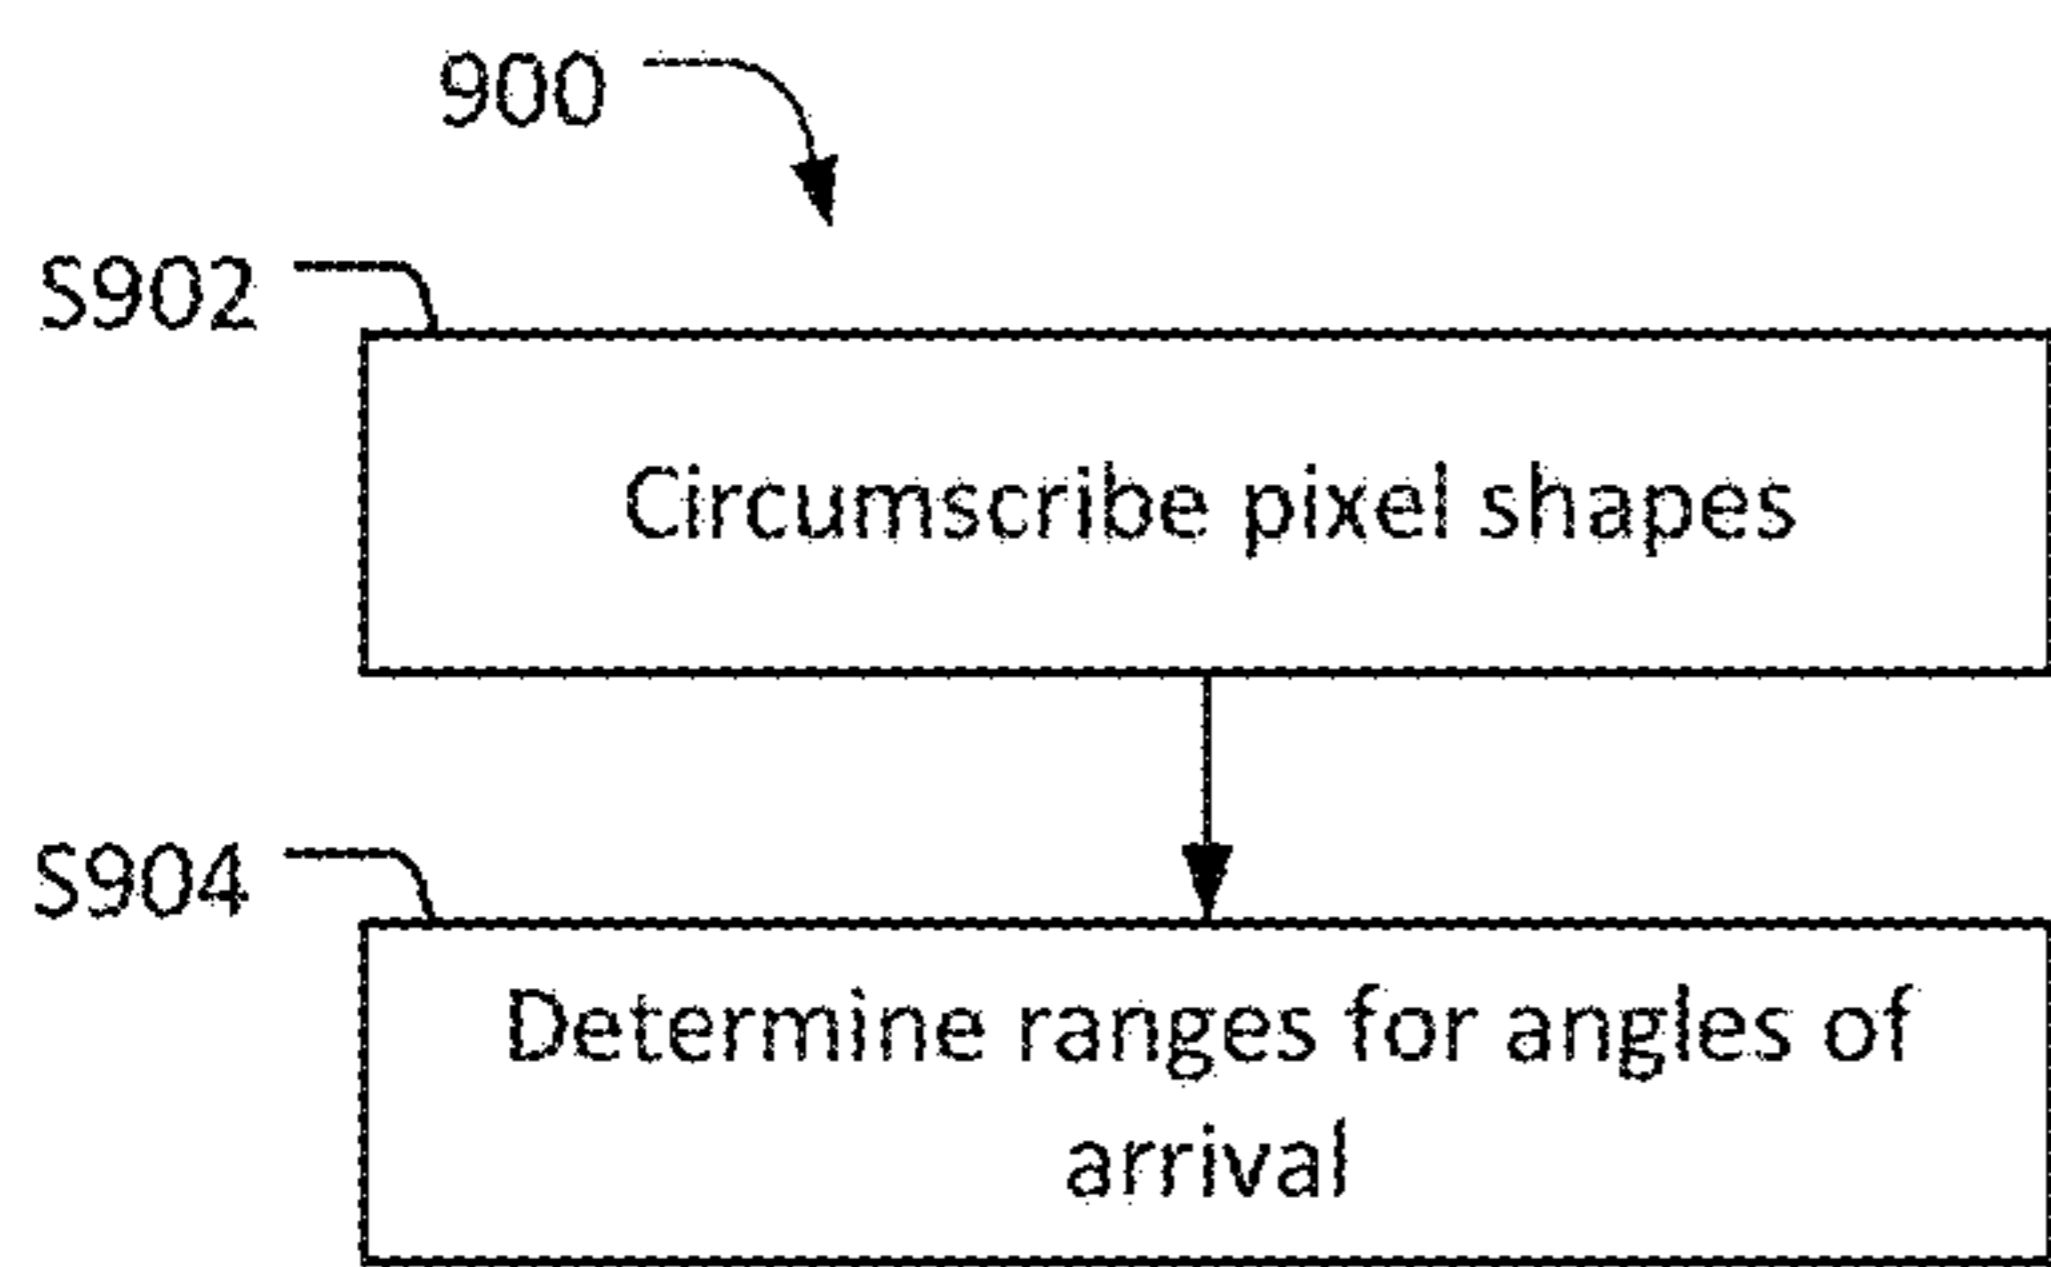 900
S902
Circumscribe pixel shapes
S904
Determine ranges for angles of
arrival